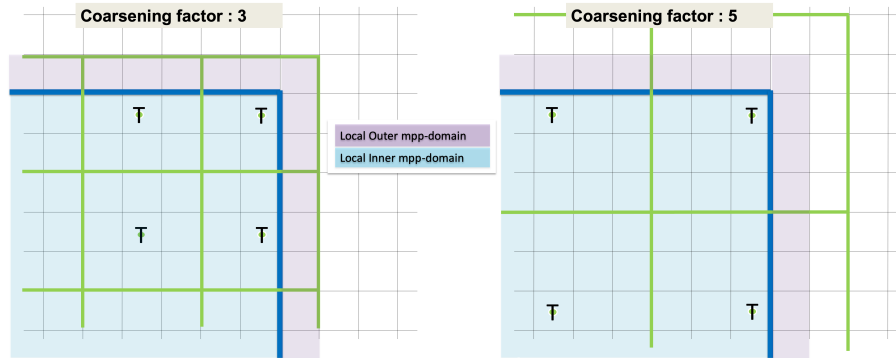 Coarsening factor : 3
Coarsening factor : 5
T T
T T
T T
T T
Local Outer mpp-domain
Local Inner mpp-domain